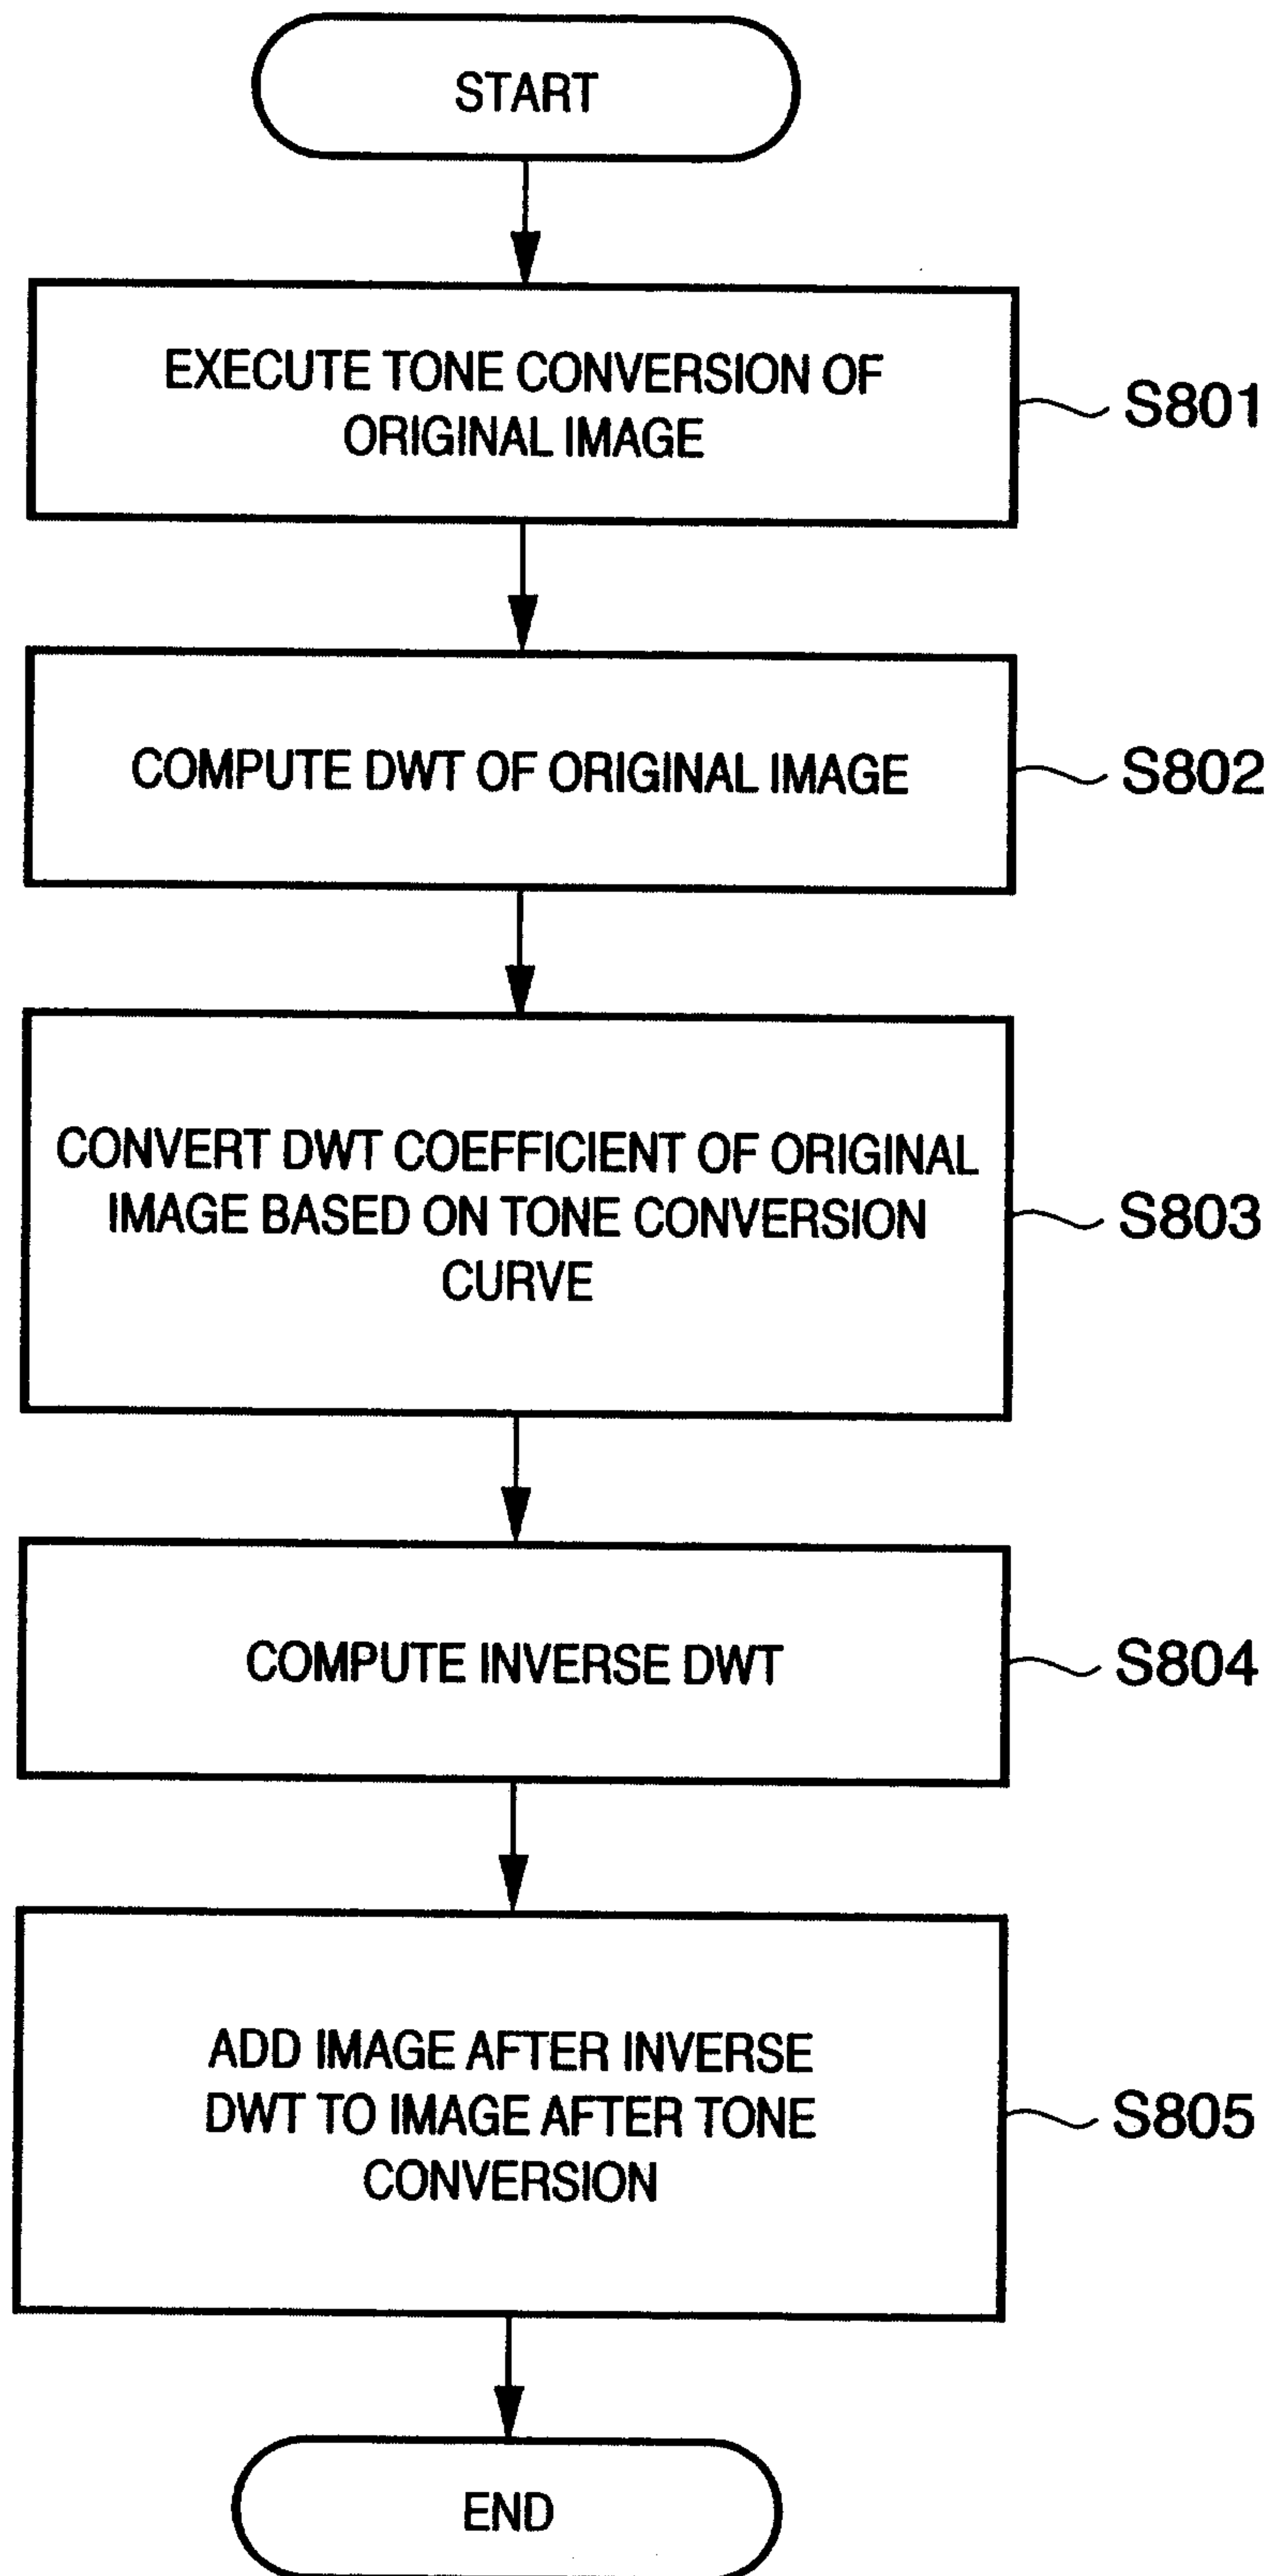 START
EXECUTE TONE CONVERSION OF
ORIGINAL IMAGE
S801
COMPUTE DWT OF ORIGINAL IMAGE
S802
CONVERT DWT COEFFICIENT OF ORIGINAL
IMAGE BASED ON TONE CONVERSION
CURVE
S803
COMPUTE INVERSE DWT
S804
ADD IMAGE AFTER INVERSE
DWT TO IMAGE AFTER TONE
CONVERSION
S805
END